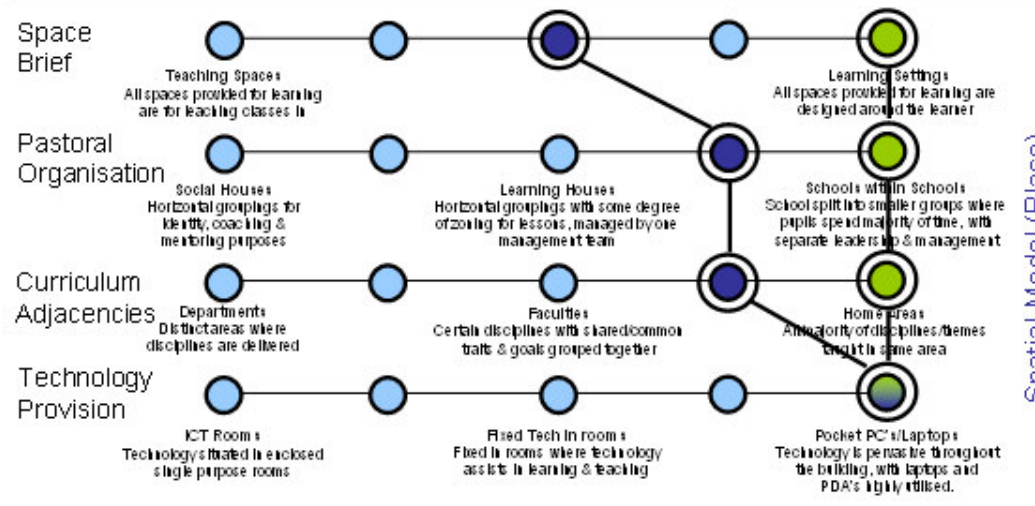 Space
Brief
Teaching Spaces
All spaces provided for learning
are for teaching classes in
Learning Settings
All spaces provided for learning are
designed around the learner
Pastoral
Organisation
Social Houses
Horizontal groupings for
identity, coaching &
mentoring purposes
Learning Houses
Horizontal groupings with some degree
of zoning for lessons, managed by one
management team
Schools within Schools
School split into smaller groups where
pupils spend majority of time, with
separate leadership & management
Curriculum
Adjacencies
Departments
Distinct areas where
disciplines are delivered
Faculties
Certain disciplines with shared/common
traits & goals grouped together
Home Areas
majority of disciplines/themes
taught in same area
Technology
Provision
ICT Rooms
Technology situated in enclosed
single purpose rooms
Fixed Tech in rooms
Fixed in rooms where technology
assists in learning & teaching
Pocket PC's/Laptops
Technology is pervasive throughout
the building, with laptops and
PDA's highly utilised.
Spatial Model (Place)